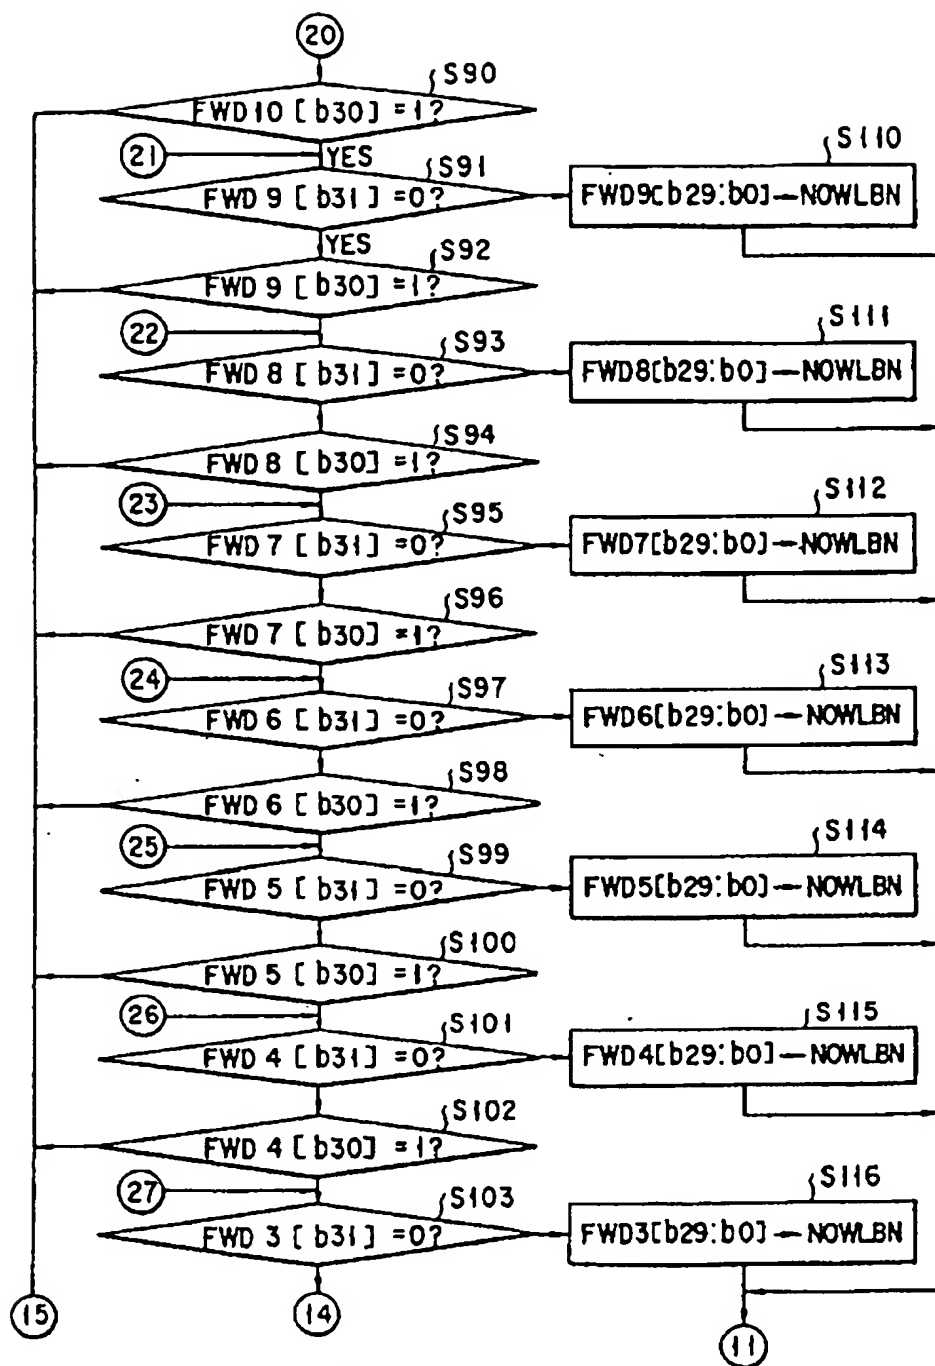 20
S90
FWD10 [b30] =1?
21
YES
S91
FWD 9 [b31] =0?
S110
FWD9[b29:b0]—NOWLBN
YES
S92
FWD 9 [b30] =1?
22
S93
FWD 8 [b31] =0?
S111
FWD8[b29:b0]—NOWLBN
S94
FWD 8 [b30] =1?
23
S95
FWD 7 [b31] =0?
S112
FWD7[b29:b0]—NOWLBN
S96
FWD 7 [b30] =1?
24
S97
FWD 6 [b31] =0?
S113
FWD6[b29:b0]—NOWLBN
S98
FWD 6 [b30] =1?
25
S99
FWD 5 [b31] =0?
S114
FWD5[b29:b0]—NOWLBN
S100
FWD 5 [b30] =1?
26
S101
FWD 4 [b31] =0?
S115
FWD4[b29:b0]—NOWLBN
S102
FWD 4 [b30] =1?
27
S103
FWD 3 [b31] =0?
S116
FWD3[b29:b0]—NOWLBN
15
14
11